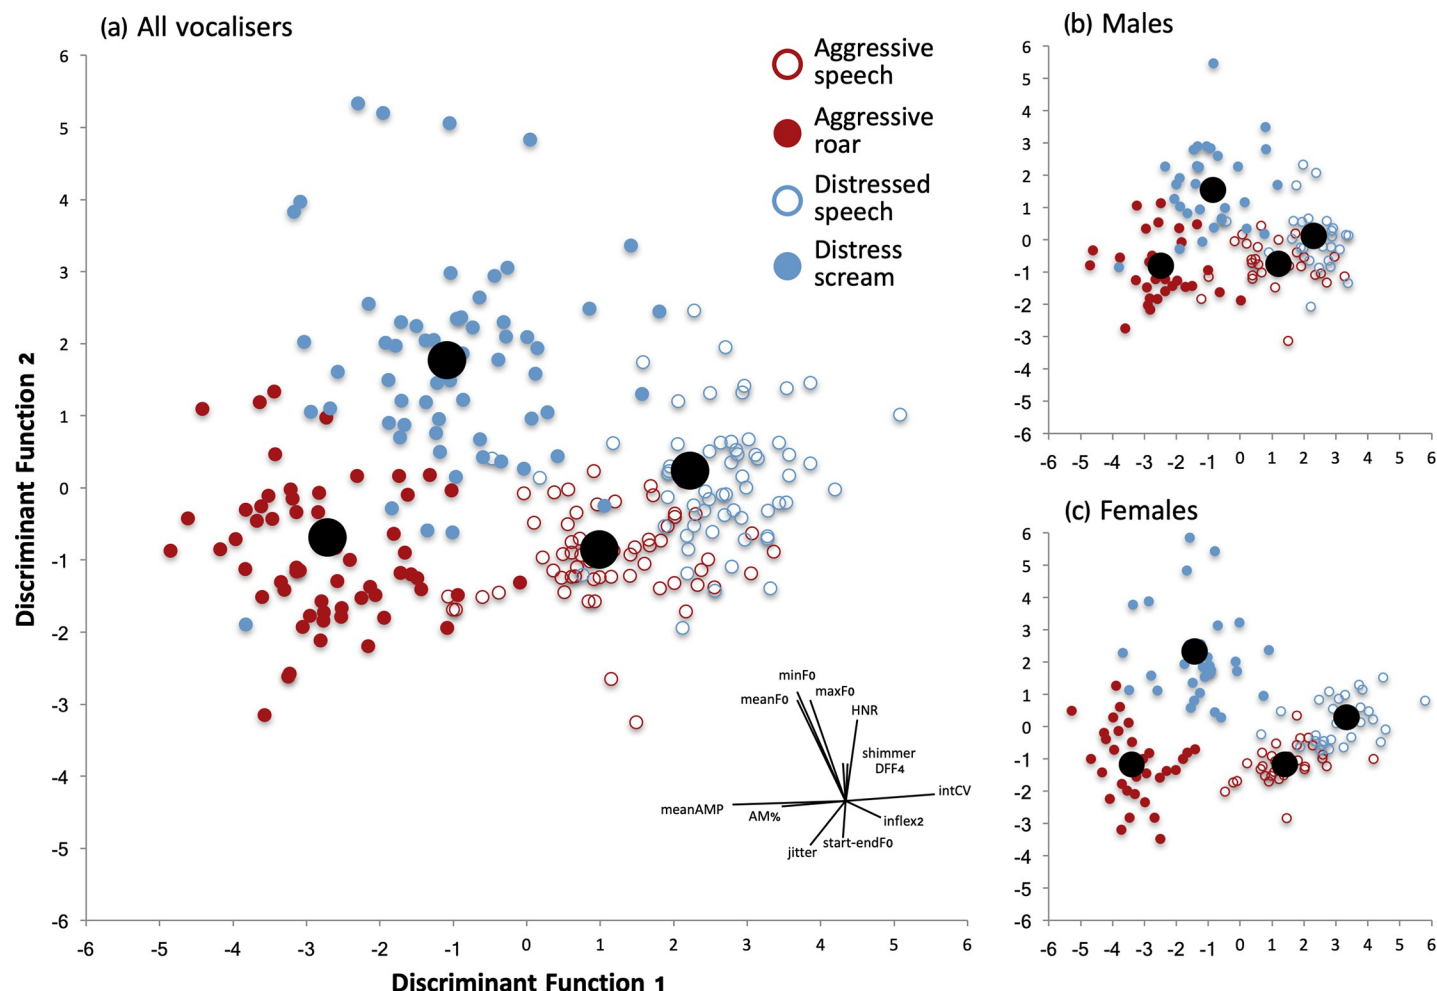 (a) All vocalisers
Aggressive
speech
Aggressive
roar
Distressed
speech
Distress
scream
Discriminant Function 2
6
5
4
3
2
1
0
-1
-2
-3
-4
-5
-6
-6 -5 -4 -3 -2 -1 0 1 2 3 4 5 6
Discriminant Function 1
minF0
meanF0
maxF0
HNR
shimmer
DFF4
intCV
meanAMP
AM%
inflex2
start-endF0
jitter
(b) Males
6
5
4
3
2
1
0
-1
-2
-3
-4
-5
-6
-6 -5 -4 -3 -2 -1 0 1 2 3 4 5 6
(c) Females
6
5
4
3
2
1
0
-1
-2
-3
-4
-5
-6
-6 -5 -4 -3 -2 -1 0 1 2 3 4 5 6